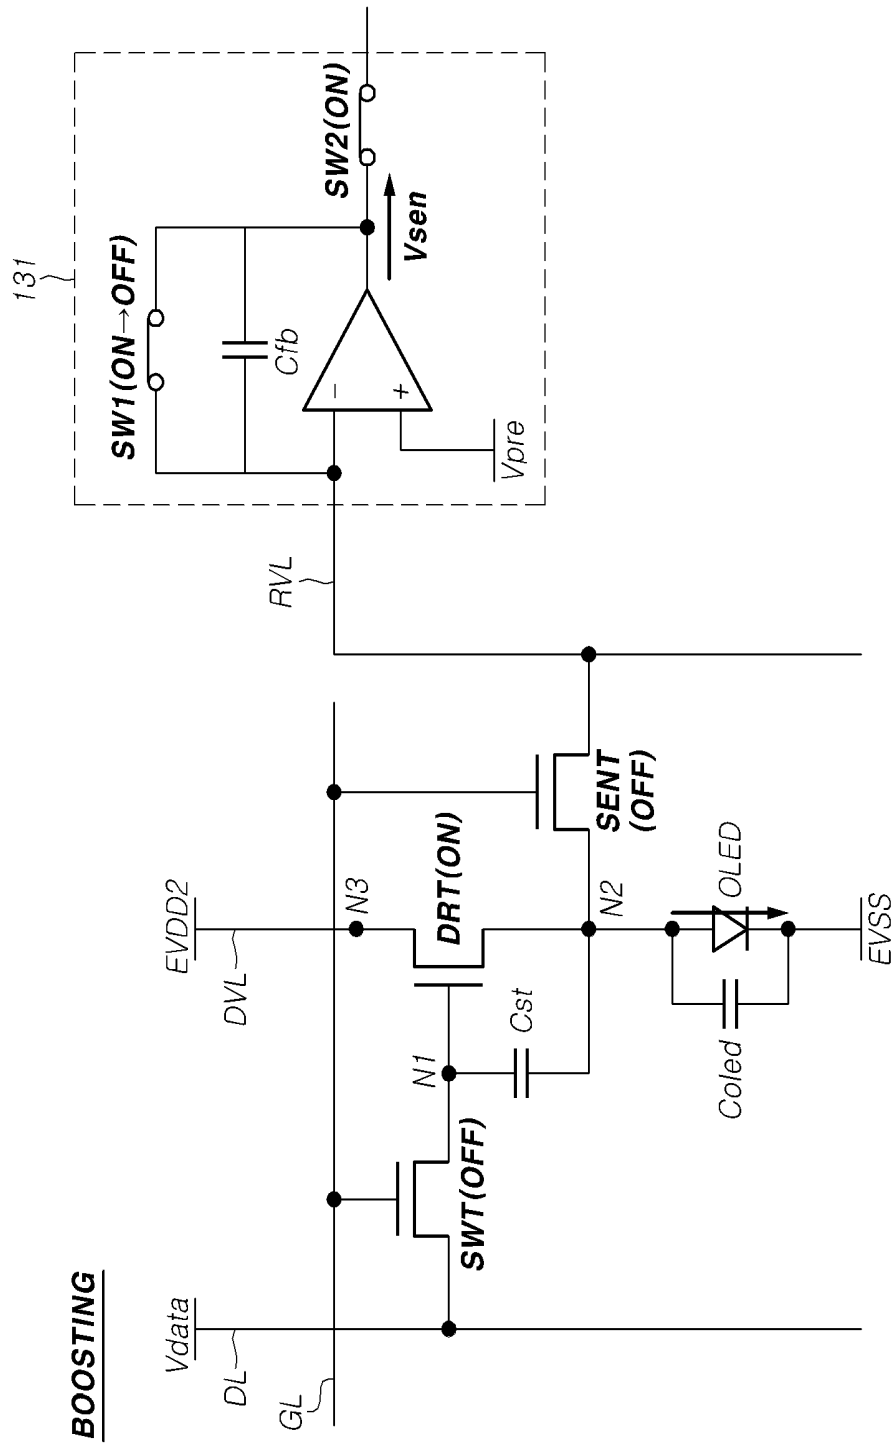 BOOSTING
Vdata
DL
GL
EVDD2
DVL
N3
DRT(ON)
N1
SWT(OFF)
Cst
N2
SENT
(OFF)
Coled
OLED
EVSS
RVL
131
SW1(ON→OFF)
Cfb
−
+
Vpre
Vsen
SW2(ON)